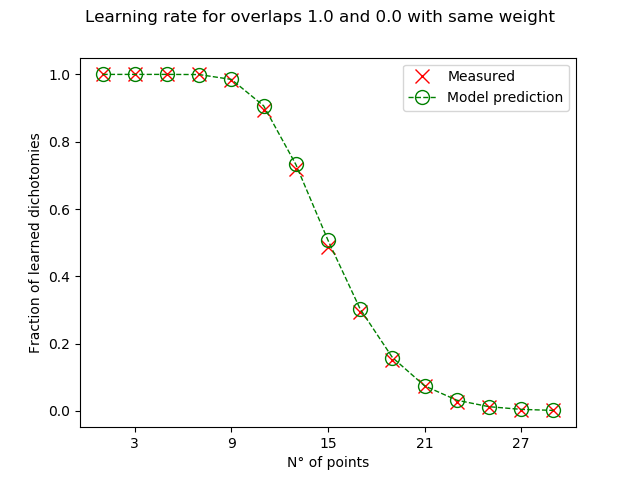 Learning rate for overlaps 1.0 and 0.0 with same weight
Measured
Model prediction
Fraction of learned dichotomies
1.0
0.8
0.6
0.4
0.2
0.0
3 9 15 21 27
N° of points